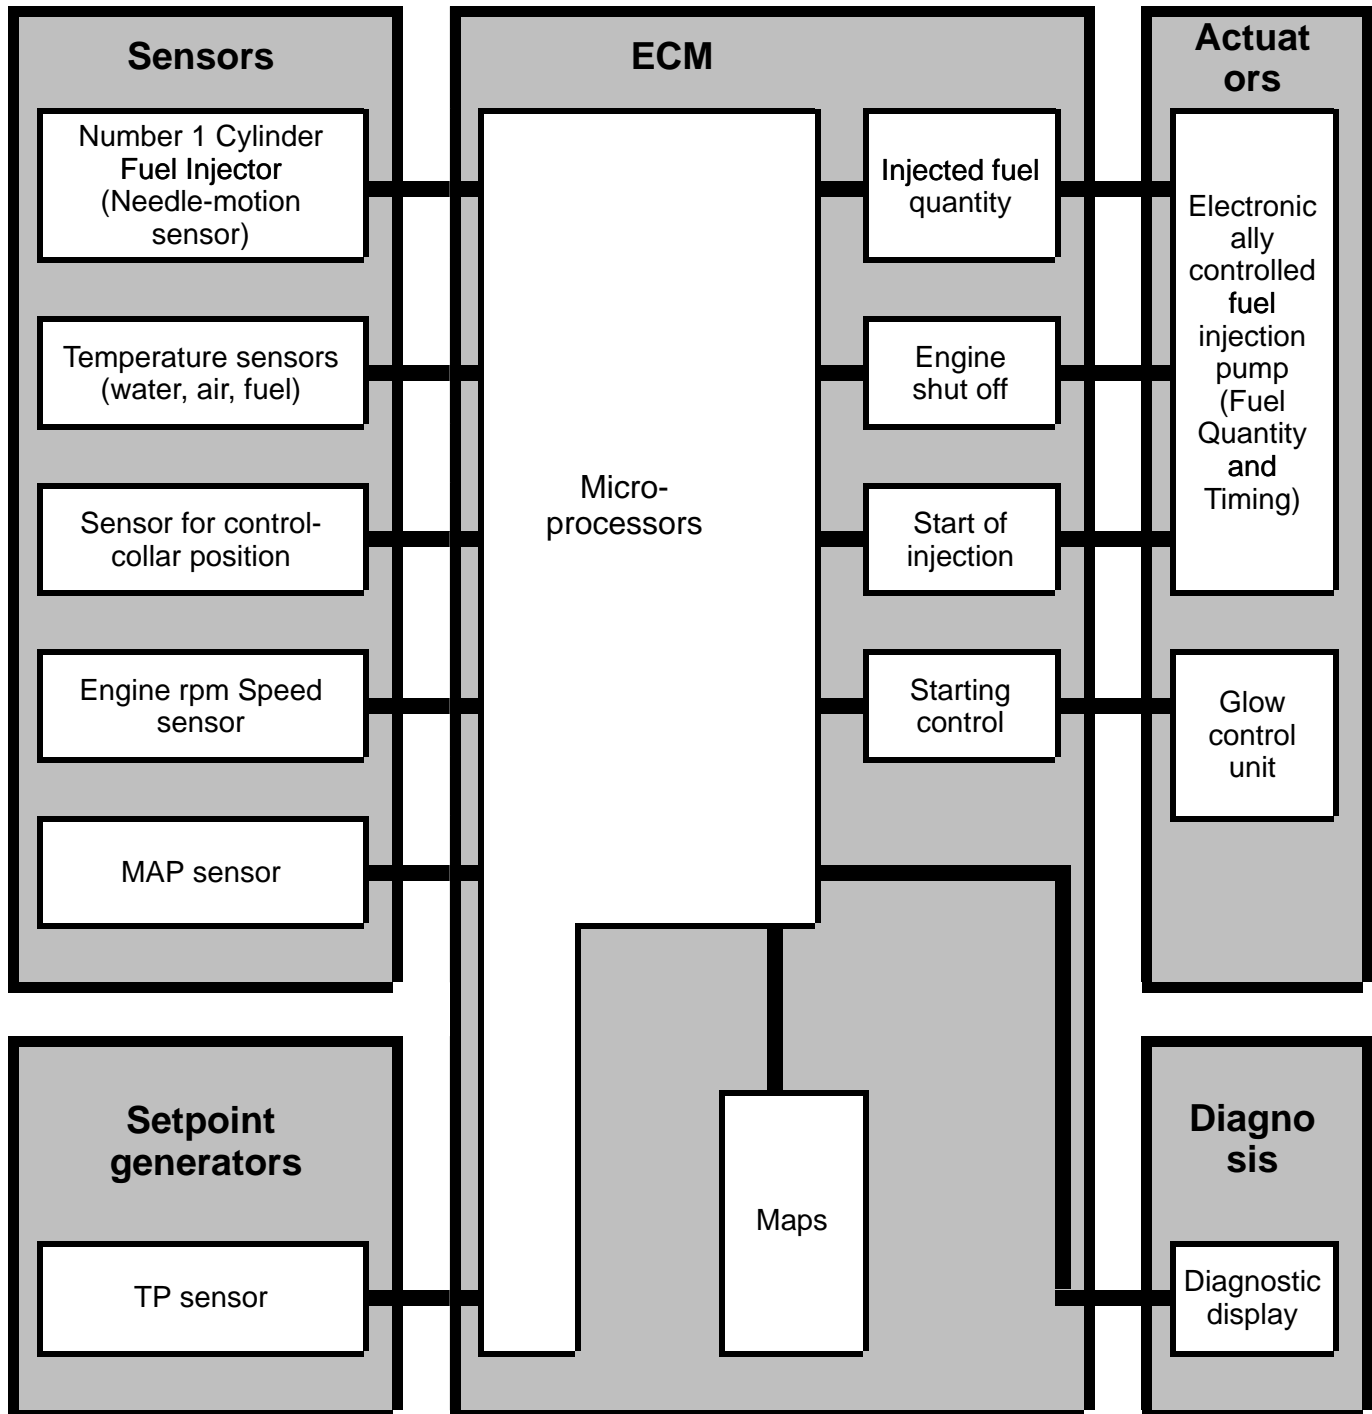 Sensors
Number 1 Cylinder
Fuel Injector
(Needle-motion
sensor)
Temperature sensors
(water, air, fuel)
Sensor for control-
collar position
Engine rpm Speed
sensor
MAP sensor
Setpoint
generators
TP sensor
ECM
Micro-
processors
Injected fuel
quantity
Engine
shut off
Start of
injection
Starting
control
Maps
Actuat
ors
Electronic
ally
controlled
fuel
injection
pump
(Fuel
Quantity
and
Timing)
Glow
control
unit
Diagno
sis
Diagnostic
display